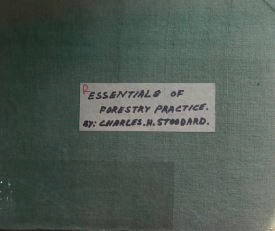 R
ESSENTIALS OF
FORESTRY PRACTICE.
BY: CHARLES.H.STODDARD.